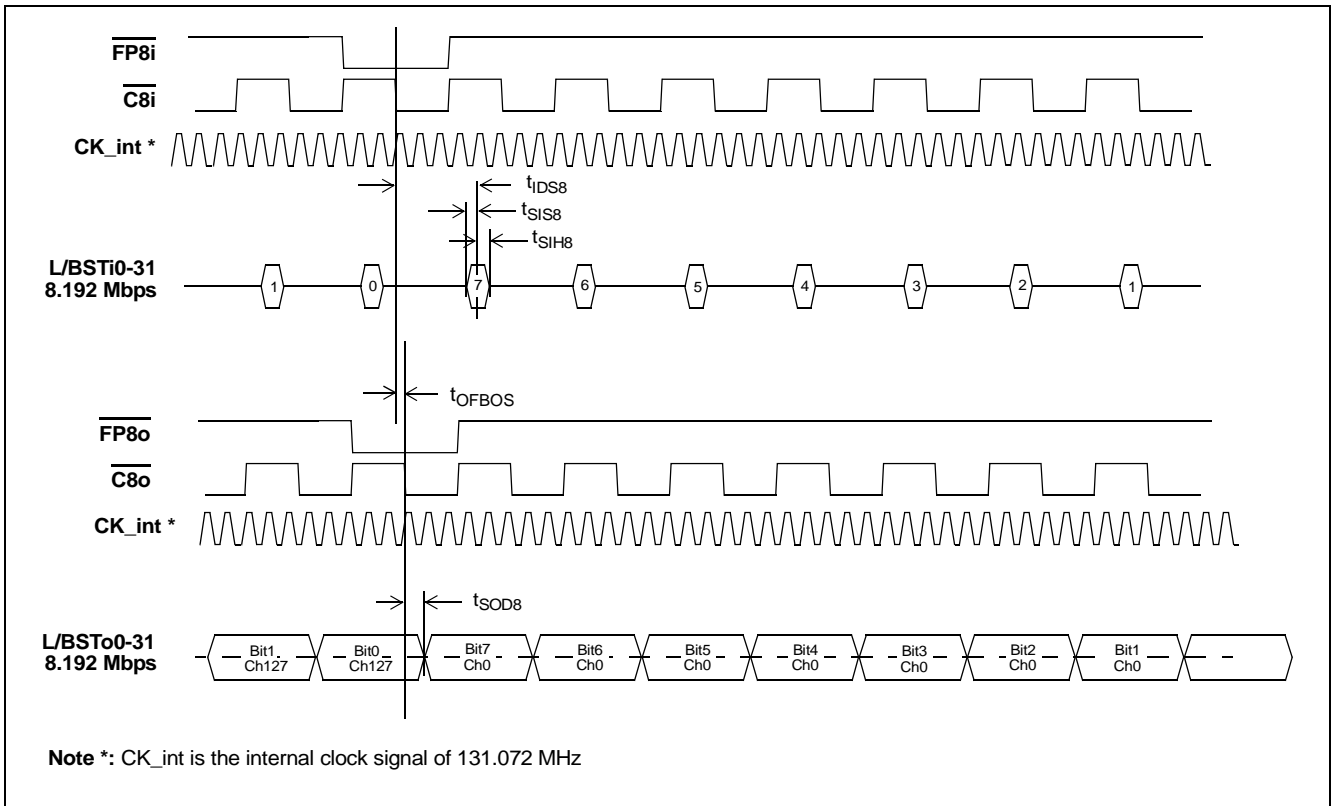 FP8i
C8i
CK_int *
tIDS8
tSIS8
tSIH8
L/BSTi0-31
8.192 Mbps
1 0 7 6 5 4 3 2 1
tOFBOS
FP8o
C8o
CK_int *
tSOD8
L/BSTo0-31
8.192 Mbps
Bit1 Bit0 Bit7 Bit6 Bit5 Bit4 Bit3 Bit2 Bit1
Ch127 Ch127 Ch0 Ch0 Ch0 Ch0 Ch0 Ch0 Ch0
Note *: CK_int is the internal clock signal of 131.072 MHz